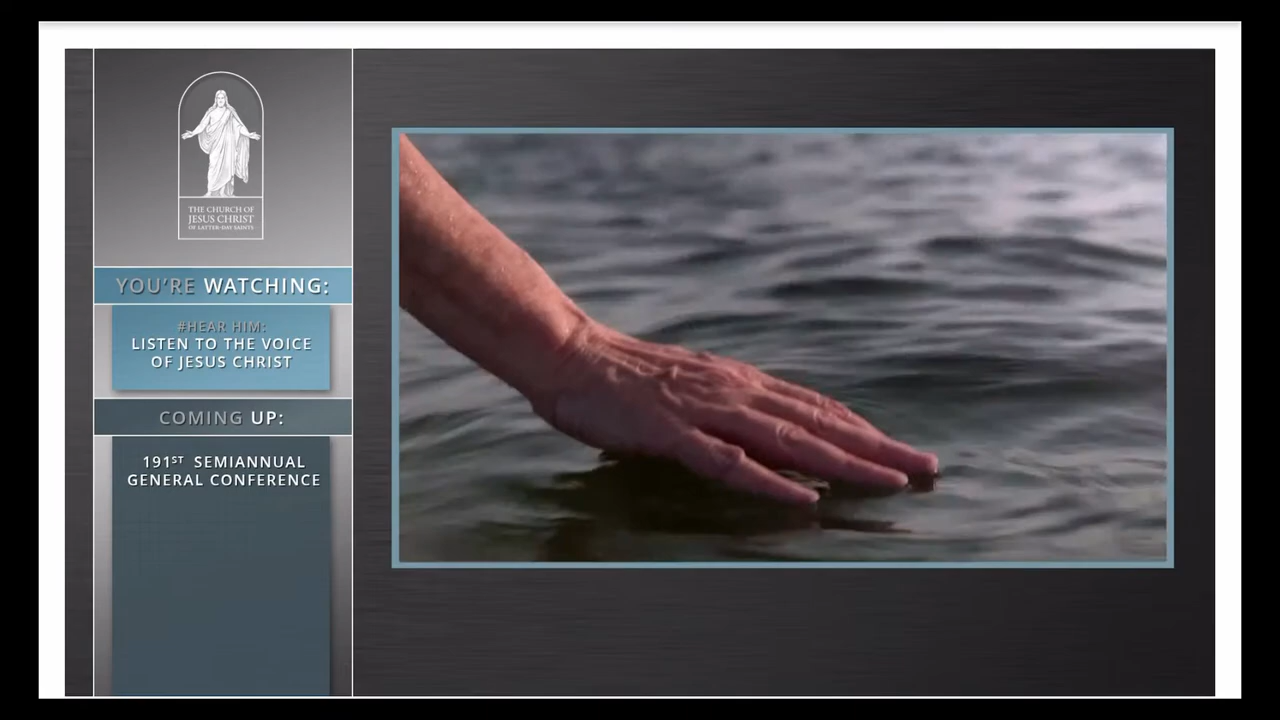 THE CHURCH OF
JESUS CHRIST
OF LATTER-DAY SAINTS
YOU'RE WATCHING:
#HEAR HIM:
LISTEN TO THE VOICE
OF JESUS CHRIST
COMING UP:
191ST SEMIANNUAL
GENERAL CONFERENCE